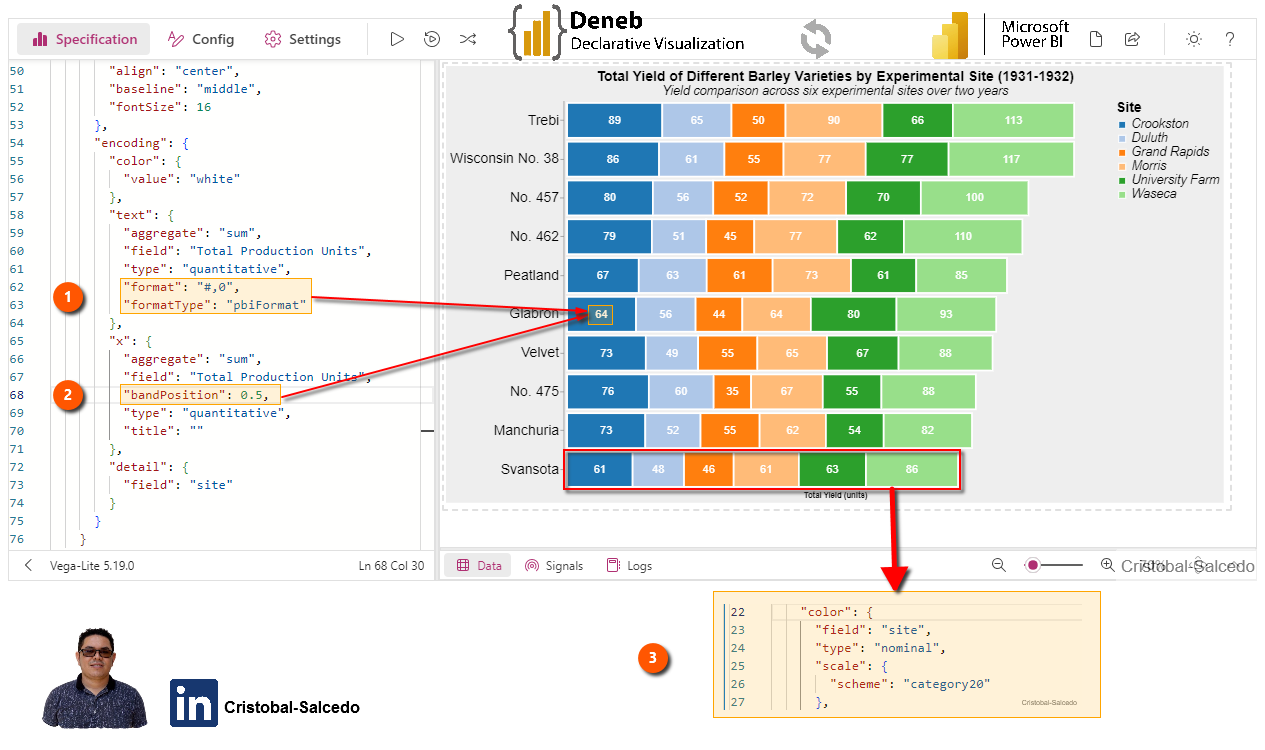 Deneb
Declarative Visualization
Microsoft
Power BI
Specification
Config
Settings
?
50 "align": "center",
51 "baseline": "middle",
52 "fontSize": 16
53 },
54 "encoding": {
55 "color": {
56 "value": "white"
57 },
58 "text": {
59 "aggregate": "sum",
60 "field": "Total Production Units",
61 "type": "quantitative",
62 "format": "#,0",
63 "formatType": "pbiFormat"
64 },
65 "x": {
66 "aggregate": "sum",
67 "field": "Total Production Units",
68 "bandPosition": 0.5,
69 "type": "quantitative",
70 "title": ""
71 },
72 "detail": {
73 "field": "site"
74 }
75 }
76 }
1
2
Vega-Lite 5.19.0
Ln 68 Col 30
Total Yield of Different Barley Varieties by Experimental Site (1931-1932)
Yield comparison across six experimental sites over two years
Trebi 89 65 50 90 66 113
Wisconsin No. 38 86 61 55 77 77 117
No. 457 80 56 52 72 70 100
No. 462 79 51 45 77 62 110
Peatland 67 63 61 73 61 85
Glabron 64 56 44 64 80 93
Velvet 73 49 55 65 67 88
No. 475 76 60 35 67 55 88
Manchuria 73 52 55 62 54 82
Svansota 61 48 46 61 63 86
Total Yield (units)
Site
Crookston
Duluth
Grand Rapids
Morris
University Farm
Waseca
Data
Signals
Logs
Cristobal-Salcedo
3
22 "color": {
23 "field": "site",
24 "type": "nominal",
25 "scale": {
26 "scheme": "category20"
27 },
Cristobal-Salcedo
in
Cristobal-Salcedo